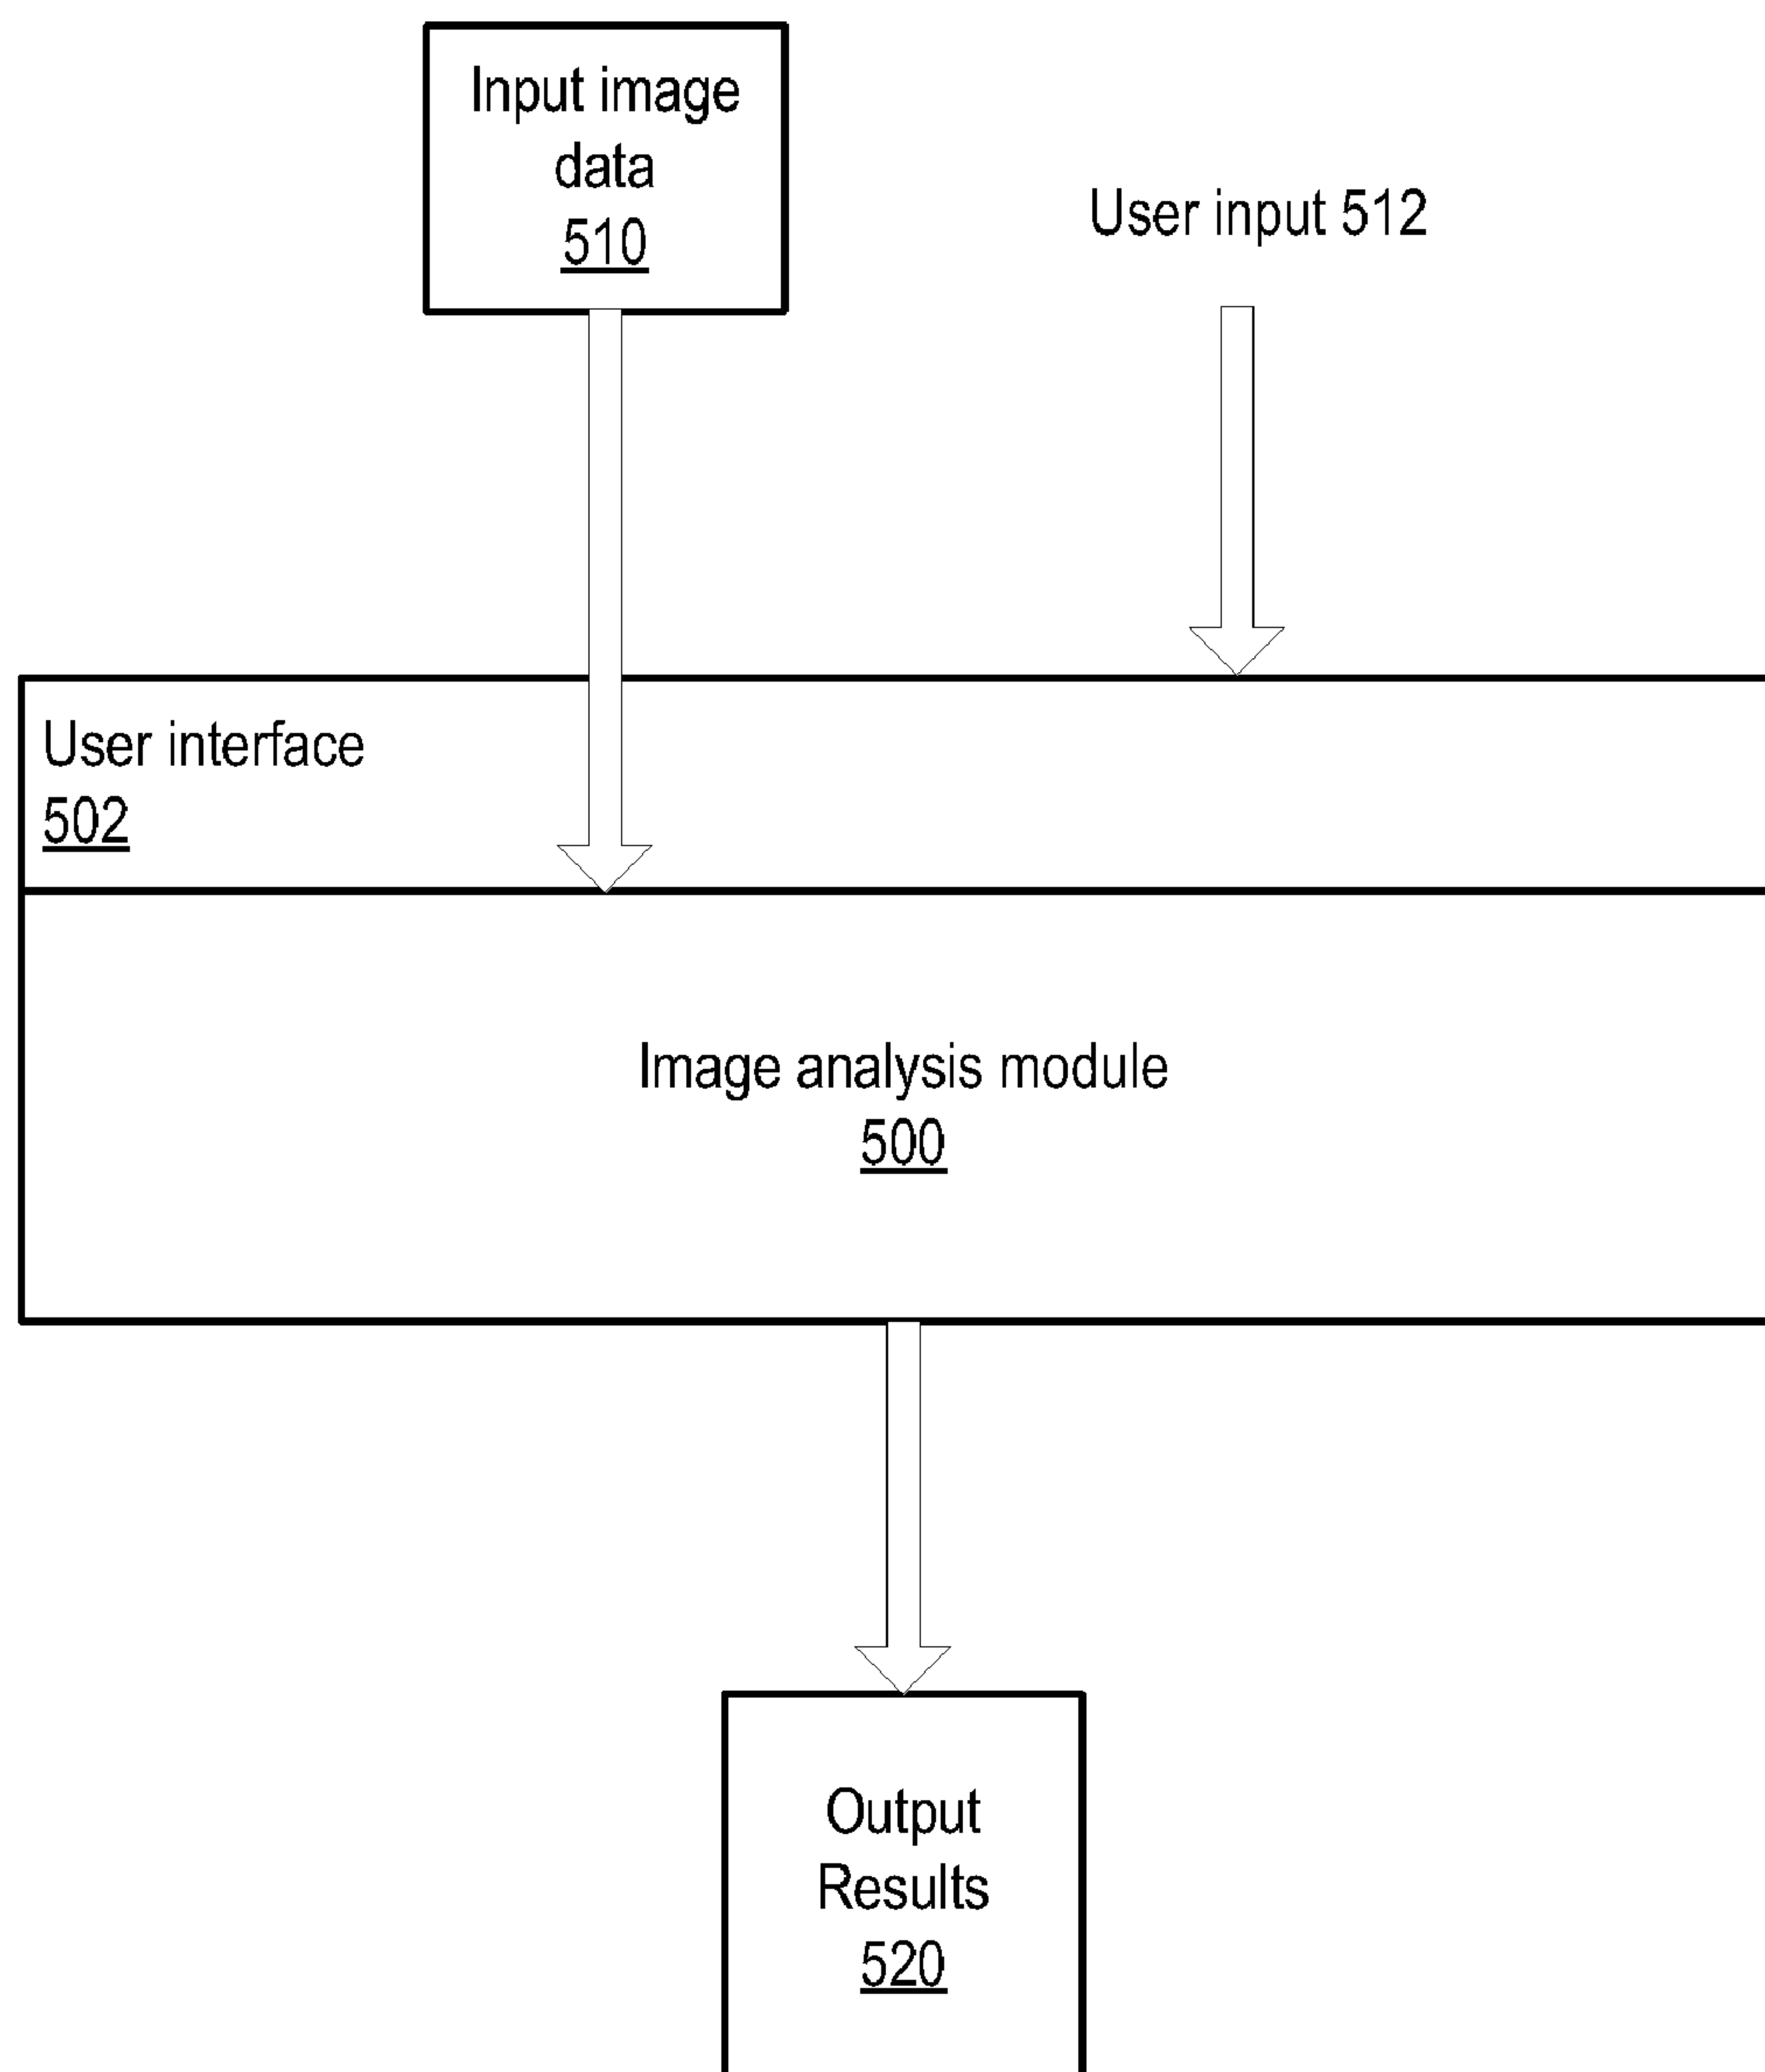 Input image
data
510
User input 512
User interface
502
Image analysis module
500
Output
Results
520